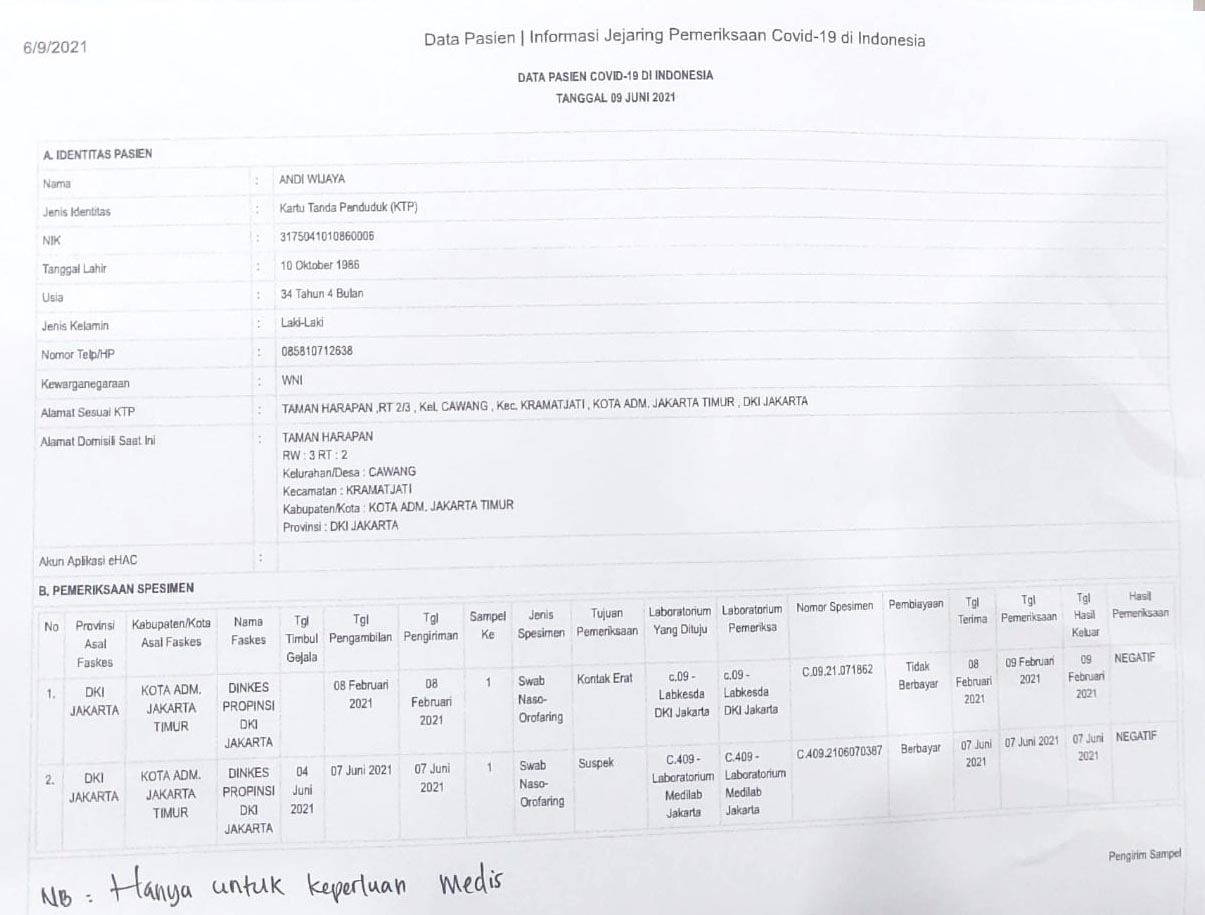 6/9/2021
Data Pasien | Informasi Jejaring Pemeriksaan Covid-19 di Indonesia
DATA PASIEN COVID-19 DI INDONESIA
TANGGAL 09 JUNI 2021
A. IDENTITAS PASIEN
Nama : ANDI WIJAYA
Jenis Identitas : Kartu Tanda Penduduk (KTP)
NIK : 3175041010860006
Tanggal Lahir : 10 Oktober 1986
Usia : 34 Tahun 4 Bulan
Jenis Kelamin : Laki-Laki
Nomor Telp/HP : 085810712638
Kewarganegaraan : WNI
Alamat Sesuai KTP : TAMAN HARAPAN ,RT 2/3 , Kel. CAWANG , Kec. KRAMATJATI , KOTA ADM. JAKARTA TIMUR , DKI JAKARTA
Alamat Domisili Saat Ini : TAMAN HARAPAN
RW : 3 RT : 2
Kelurahan/Desa : CAWANG
Kecamatan : KRAMATJATI
Kabupaten/Kota : KOTA ADM. JAKARTA TIMUR
Provinsi : DKI JAKARTA
Akun Aplikasi eHAC :
B. PEMERIKSAAN SPESIMEN
No Provinsi Asal Faskes Kabupaten/Kota Asal Faskes Nama Faskes Tgl Timbul Gejala Tgl Pengambilan Tgl Pengiriman Sampel Ke Jenis Spesimen Tujuan Pemeriksaan Laboratorium Yang Dituju Laboratorium Pemeriksa Nomor Spesimen Pembiayaan Tgl Terima Tgl Pemeriksaan Tgl Hasil Keluar Hasil Pemeriksaan
1. DKI JAKARTA KOTA ADM. JAKARTA TIMUR DINKES PROPINSI DKI JAKARTA 08 Februari 2021 08 Februari 2021 1 Swab Naso-Orofaring Kontak Erat c.09 - Labkesda DKI Jakarta c.09 - Labkesda DKI Jakarta C.09.21.071862 Tidak Berbayar 08 Februari 2021 09 Februari 2021 09 Februari 2021 NEGATIF
2. DKI JAKARTA KOTA ADM. JAKARTA TIMUR DINKES PROPINSI DKI JAKARTA 04 Juni 2021 07 Juni 2021 07 Juni 2021 1 Swab Naso-Orofaring Suspek C.409 - Laboratorium Medilab Jakarta C.409 - Laboratorium Medilab Jakarta C.409.2106070387 Berbayar 07 Juni 2021 07 Juni 2021 07 Juni 2021 NEGATIF
Pengirim Sampel
NB : Hanya untuk keperluan medis